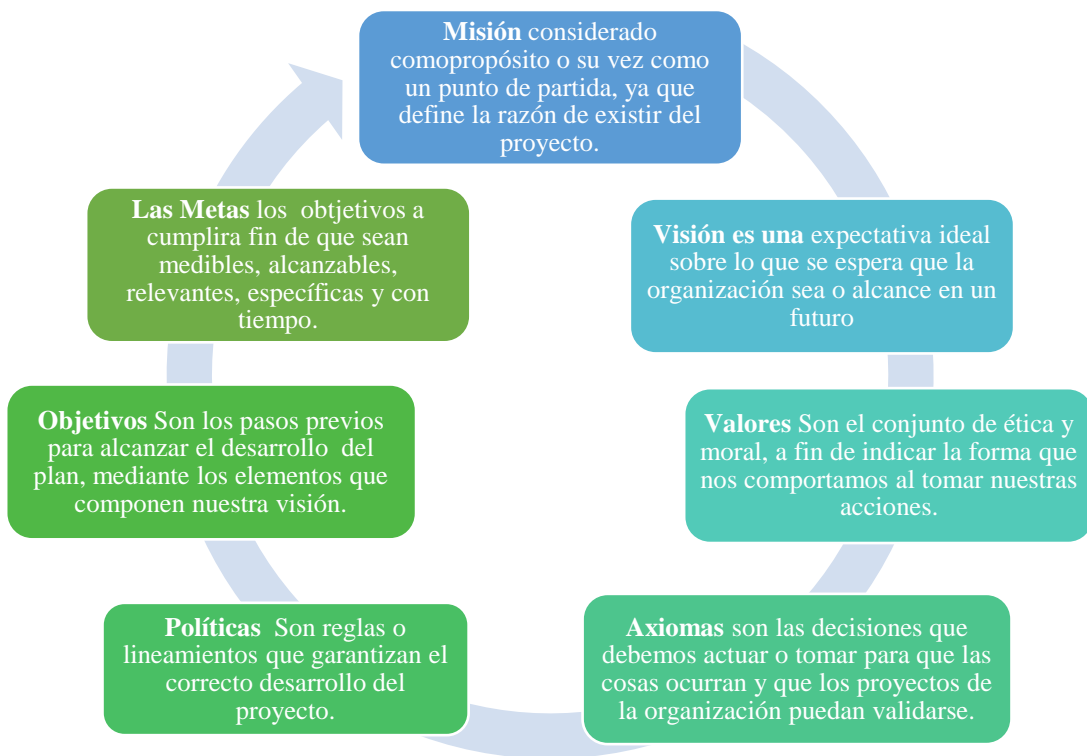 Misión considerado
comopropósito o su vez como
un punto de partida, ya que
define la razón de existir del
proyecto.
Visión es una expectativa ideal
sobre lo que se espera que la
organización sea o alcance en un
futuro
Valores Son el conjunto de ética y
moral, a fin de indicar la forma que
nos comportamos al tomar nuestras
acciones.
Axiomas son las decisiones que
debemos actuar o tomar para que las
cosas ocurran y que los proyectos de
la organización puedan validarse.
Políticas Son reglas o
lineamientos que garantizan el
correcto desarrollo del
proyecto.
Objetivos Son los pasos previos
para alcanzar el desarrollo del
plan, mediante los elementos que
componen nuestra visión.
Las Metas los obtjetivos a
cumplira fin de que sean
medibles, alcanzables,
relevantes, específicas y con
tiempo.